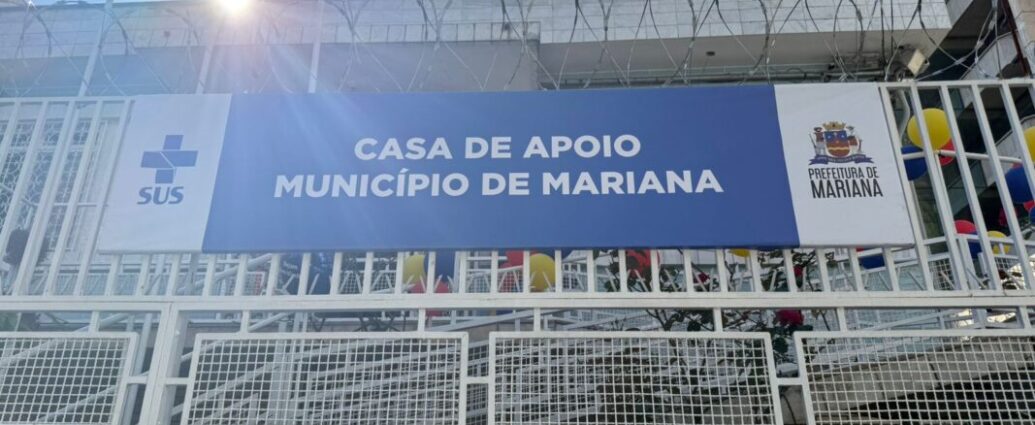 SUS
CASA DE APOIO
MUNICÍPIO DE MARIANA
PREFEITURA DE
MARIANA